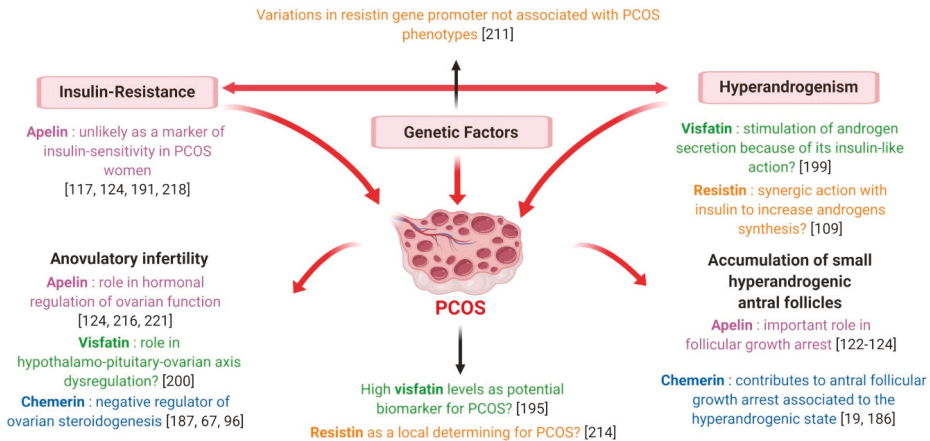 Variations in resistin gene promoter not associated with PCOS
phenotypes [211]
Insulin-Resistance
Genetic Factors
Hyperandrogenism
Apelin : unlikely as a marker of
insulin-sensitivity in PCOS
women
[117, 124, 191, 218]
Visfatin : stimulation of androgen
secretion because of its insulin-like
action? [199]
Resistin : synergic action with
insulin to increase androgens
synthesis? [109]
Anovulatory infertility
Apelin : role in hormonal
regulation of ovarian function
[124, 216, 221]
Visfatin : role in
hypothalamo-pituitary-ovarian axis
dysregulation? [200]
Chemerin : negative regulator of
ovarian steroidogenesis [187, 67, 96]
PCOS
High visfatin levels as potential
biomarker for PCOS? [195]
Resistin as a local determining for PCOS? [214]
Accumulation of small
hyperandrogenic
antral follicles
Apelin : important role in
follicular growth arrest [122-124]
Chemerin : contributes to antral follicular
growth arrest associated to the
hyperandrogenic state [19, 186]